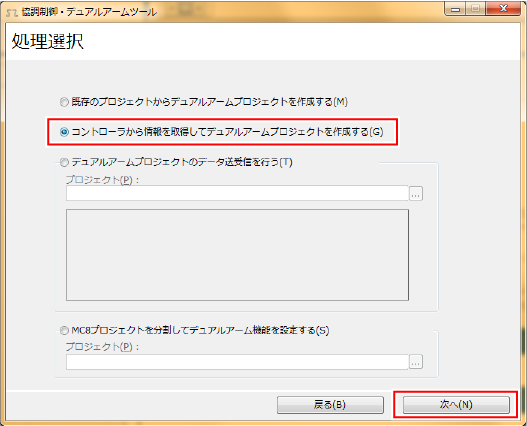 協調制御・デュアルアームツール
処理選択
既存のプロジェクトからデュアルアームプロジェクトを作成する(M)
コントローラから情報を取得してデュアルアームプロジェクトを作成する(G)
デュアルアームプロジェクトのデータ送受信を行う(T)
プロジェクト(P)：
...
MC8プロジェクトを分割してデュアルアーム機能を設定する(S)
プロジェクト(P)：
...
戻る(B)
次へ(N)